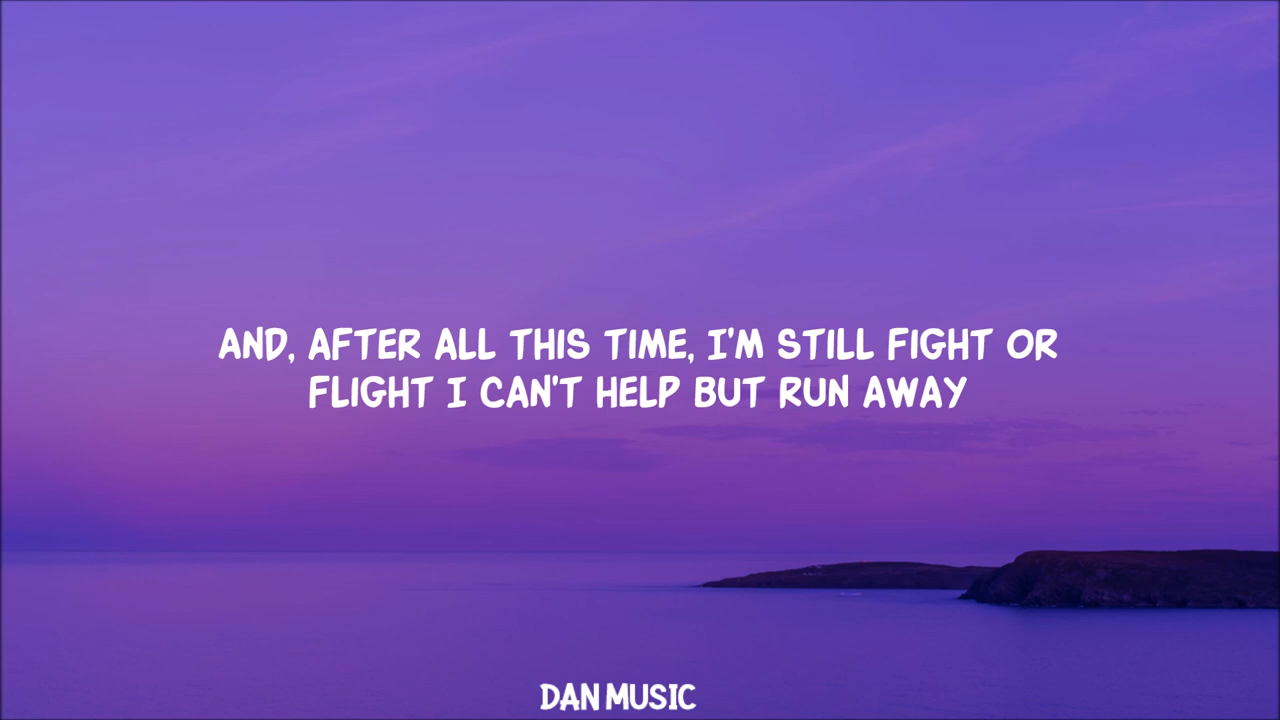 AND, AFTER ALL THIS TIME, I'M STILL FIGHT OR
FLIGHT I CAN'T HELP BUT RUN AWAY
DAN MUSIC